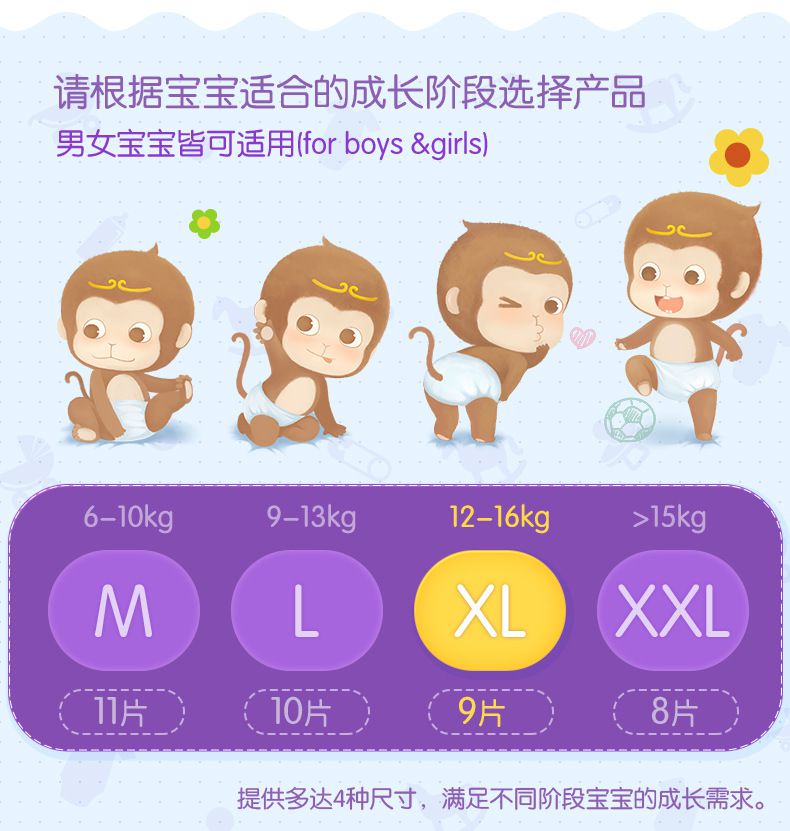 请根据宝宝适合的成长阶段选择产品
男女宝宝皆可适用(for boys &girls)
6-10kg 9-13kg 12-16kg >15kg
M L XL XXL
11片 10片 9片 8片
提供多达4种尺寸，满足不同阶段宝宝的成长需求。